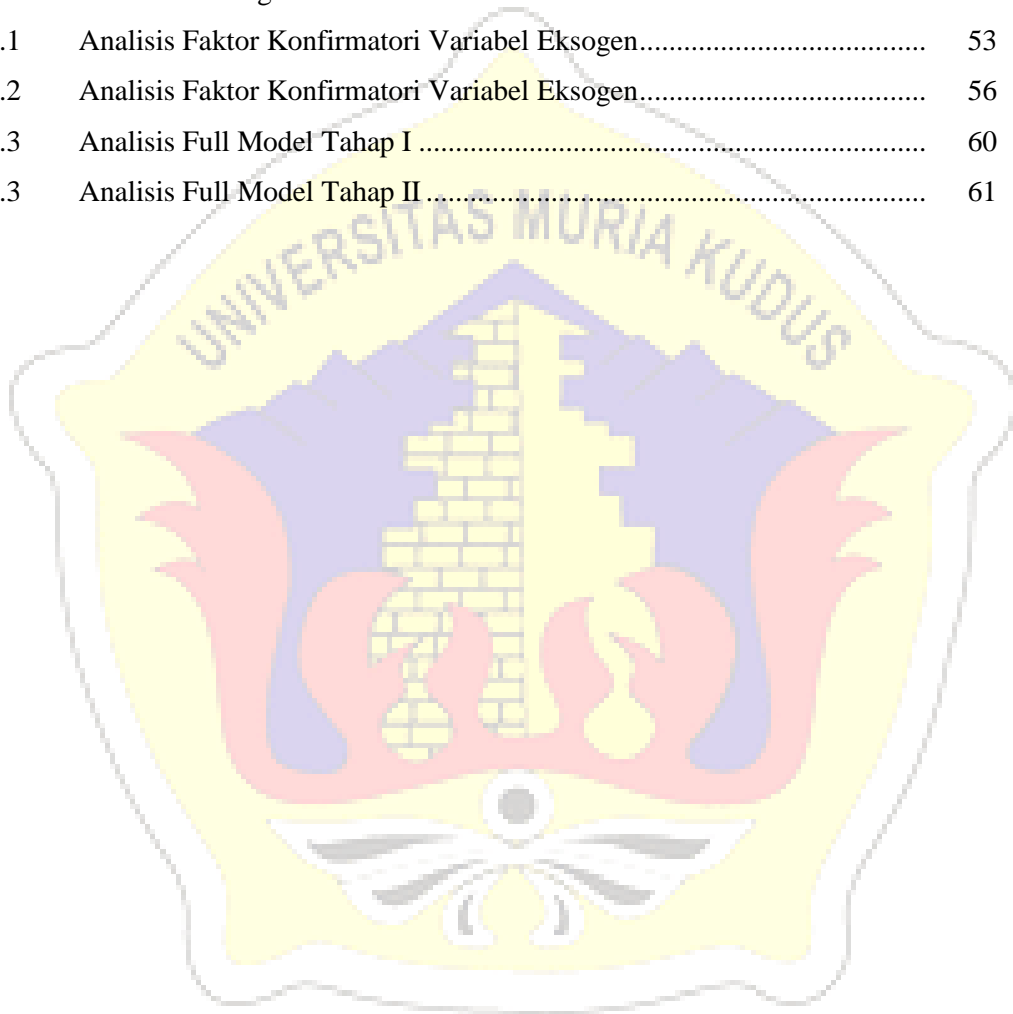 .1 Analisis Faktor Konfirmatori Variabel Eksogen.................................... 53
.2 Analisis Faktor Konfirmatori Variabel Eksogen.................................... 56
.3 Analisis Full Model Tahap I .................................................................. 60
.3 Analisis Full Model Tahap II ................................................................. 61
UNIVERSITAS MURIA KUDUS